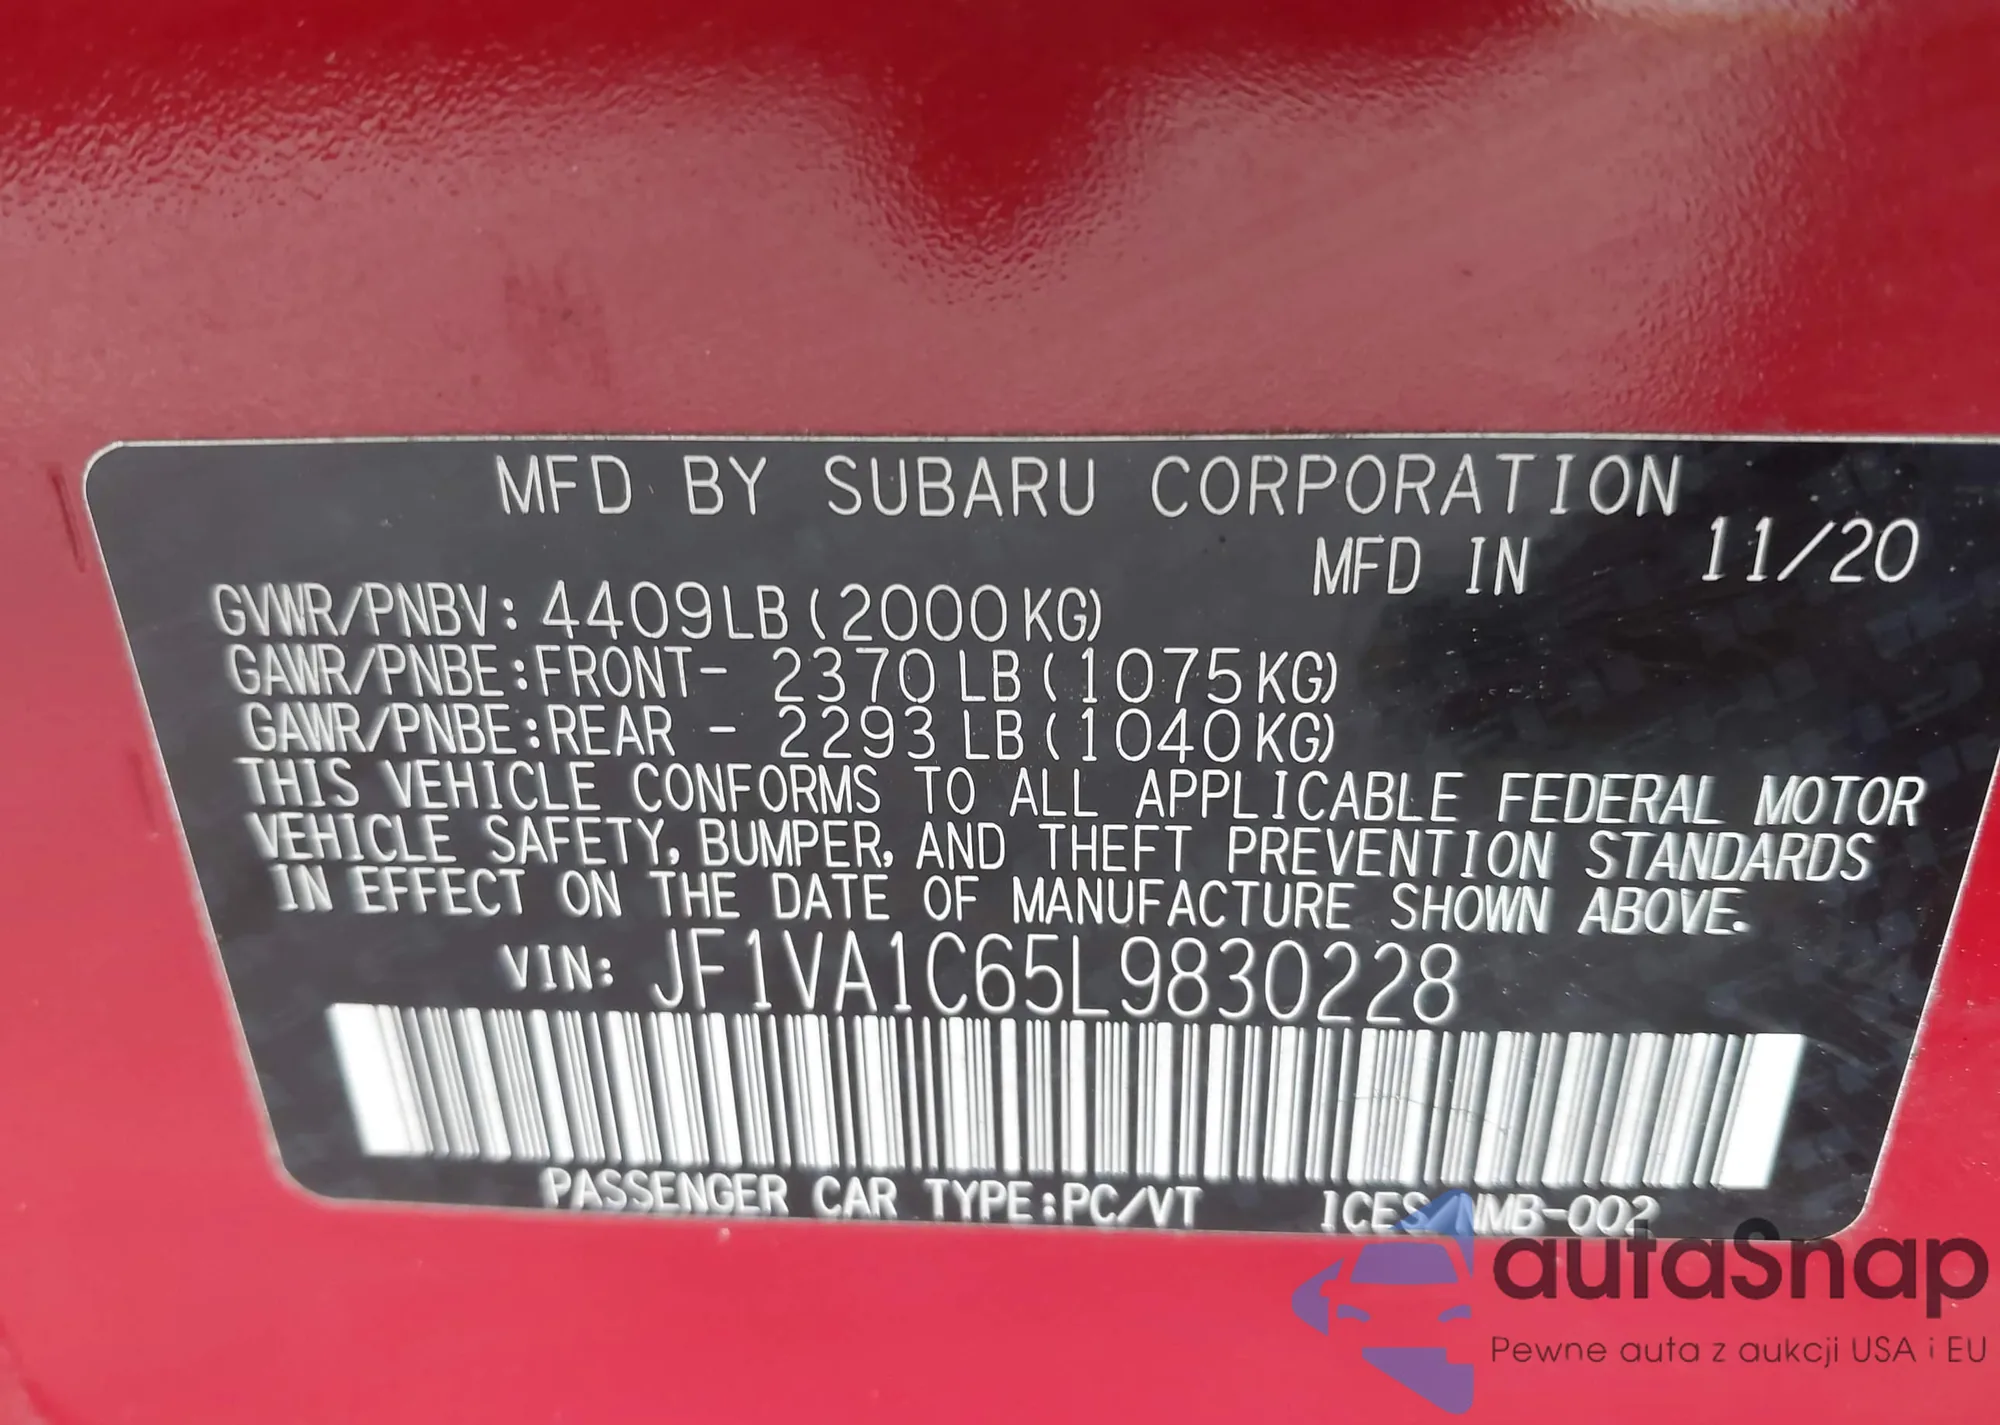 MFD BY SUBARU CORPORATION
MFD IN 11/20
GVWR/PNBV: 4409LB(2000KG)
GAWR/PNBE:FRONT- 2370 LB(1075KG)
GAWR/PNBE:REAR - 2293 LB(1040KG)
THIS VEHICLE CONFORMS TO ALL APPLICABLE FEDERAL MOTOR
VEHICLE SAFETY, BUMPER, AND THEFT PREVENTION STANDARDS
IN EFFECT ON THE DATE OF MANUFACTURE SHOWN ABOVE.
VIN: JF1VA1C65L9830228
PASSENGER CAR TYPE:PC/VT ICES NMB-002
autaSnap
Pewne auta z aukcji USA i EU